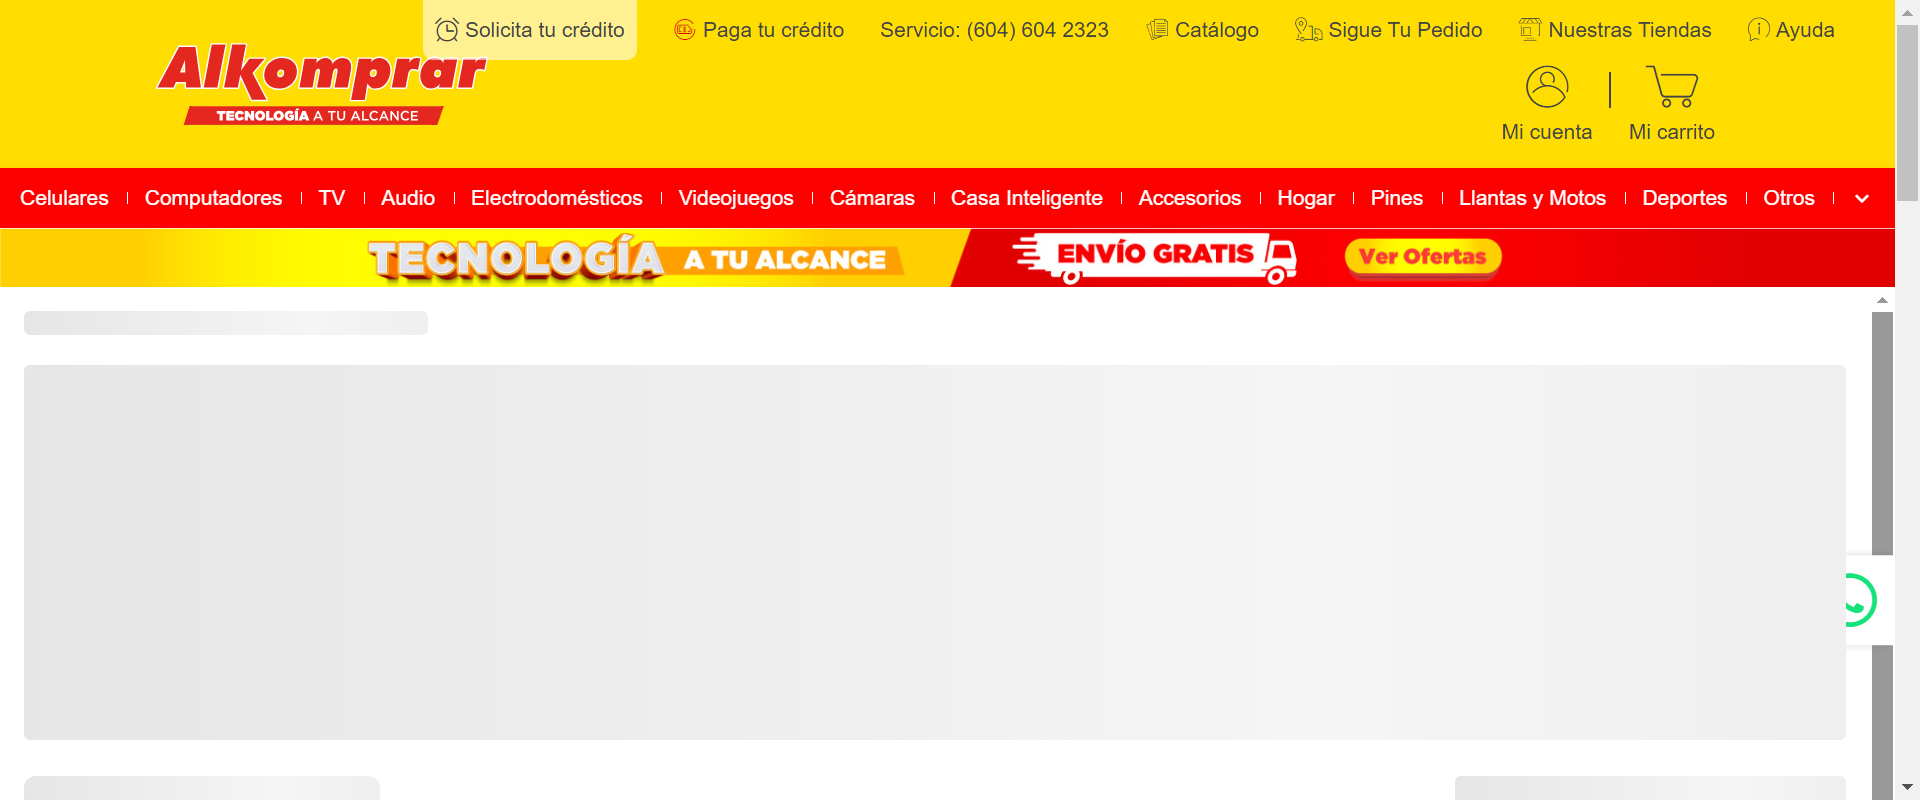 Solicita tu crédito
Paga tu crédito
Servicio: (604) 604 2323
Catálogo
Sigue Tu Pedido
Nuestras Tiendas
Ayuda
Alkomprar
TECNOLOGÍA A TU ALCANCE
Mi cuenta
Mi carrito
Celulares
Computadores
TV
Audio
Electrodomésticos
Videojuegos
Cámaras
Casa Inteligente
Accesorios
Hogar
Pines
Llantas y Motos
Deportes
Otros
TECNOLOGÍA A TU ALCANCE
ENVÍO GRATIS
Ver Ofertas